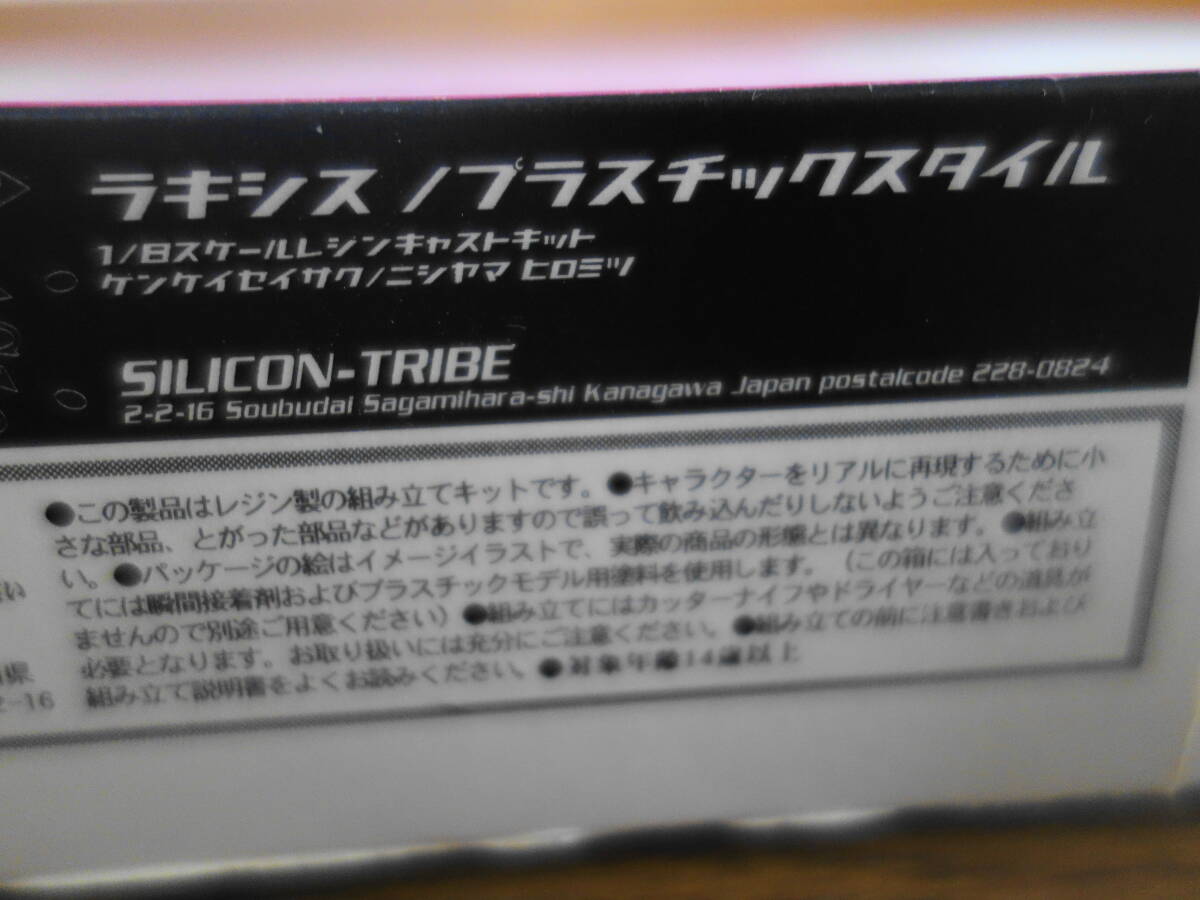 ラキシス/プラスチックスタイル
1/8スケールレジンキャストキット
ケンケイセイサク/ニシヤマ ヒロミツ
SILICON-TRIBE
2-2-16 Soubudai Sagamihara-shi Kanagawa Japan postalcode 228-0824
●この製品はレジン製の組み立てキットです。●キャラクターをリアルに再現するために小
さな部品、とがった部品などがありますので誤って飲み込んだりしないようご注意くださ
い。●パッケージの絵はイメージイラストで、実際の商品の形態とは異なります。●組み立
てには瞬間接着剤およびプラスチックモデル用塗料を使用します。（この箱には入っており
ませんので別途ご用意ください）●組み立てにはカッターナイフやドライヤーなどの道具が
必要となります。お取り扱いには充分にご注意ください。●組み立ての前に注意書きおよび
組み立て説明書をよくお読みください。●対象年齢14歳以上
い
県
2-16